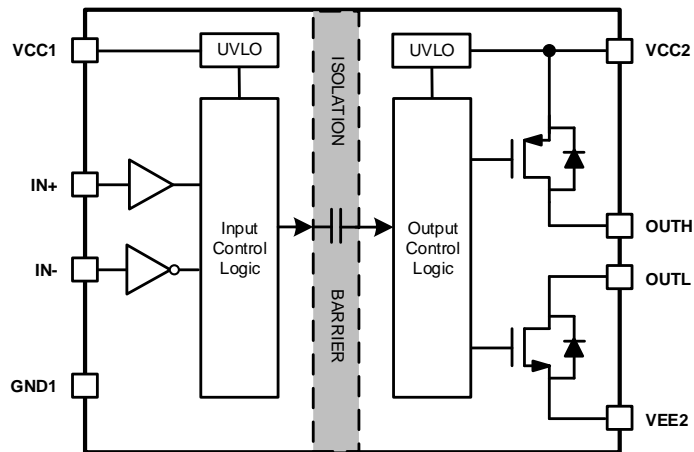 VCC1
UVLO
UVLO
VCC2
ISOLATION
IN+
IN-
Input
Control
Logic
Output
Control
Logic
OUTH
OUTL
BARRIER
GND1
VEE2